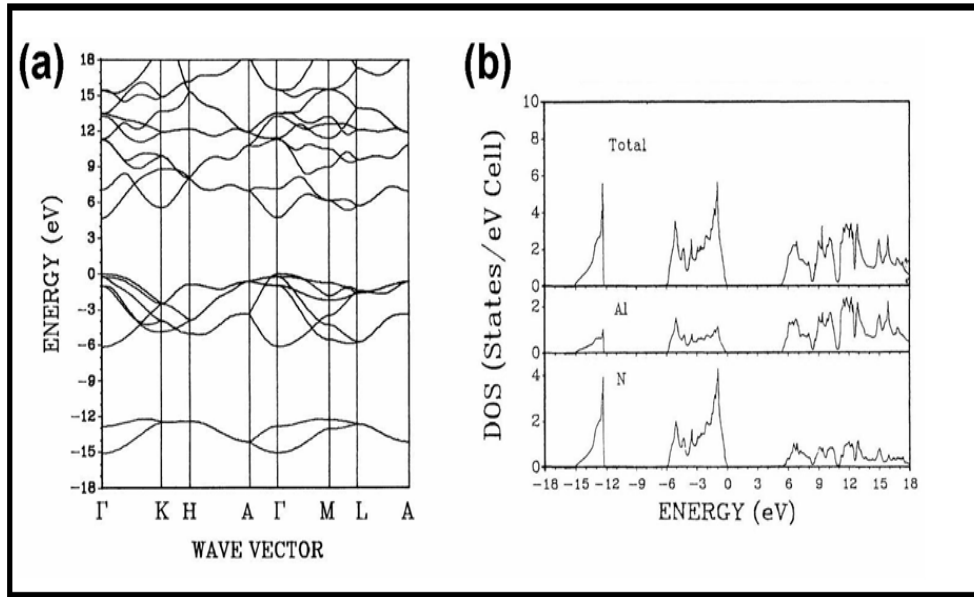 (a)
18
15
12
9
6
3
0
-3
-6
-9
-12
-15
-18
ENERGY (eV)
Γ K H A Γ M L A
WAVE VECTOR
(b)
10
8
6
4
2
0
Total
2
0
Al
4
2
0
N
DOS (States/eV Cell)
-18 -15 -12 -9 -6 -3 0 3 6 9 12 15 18
ENERGY (eV)